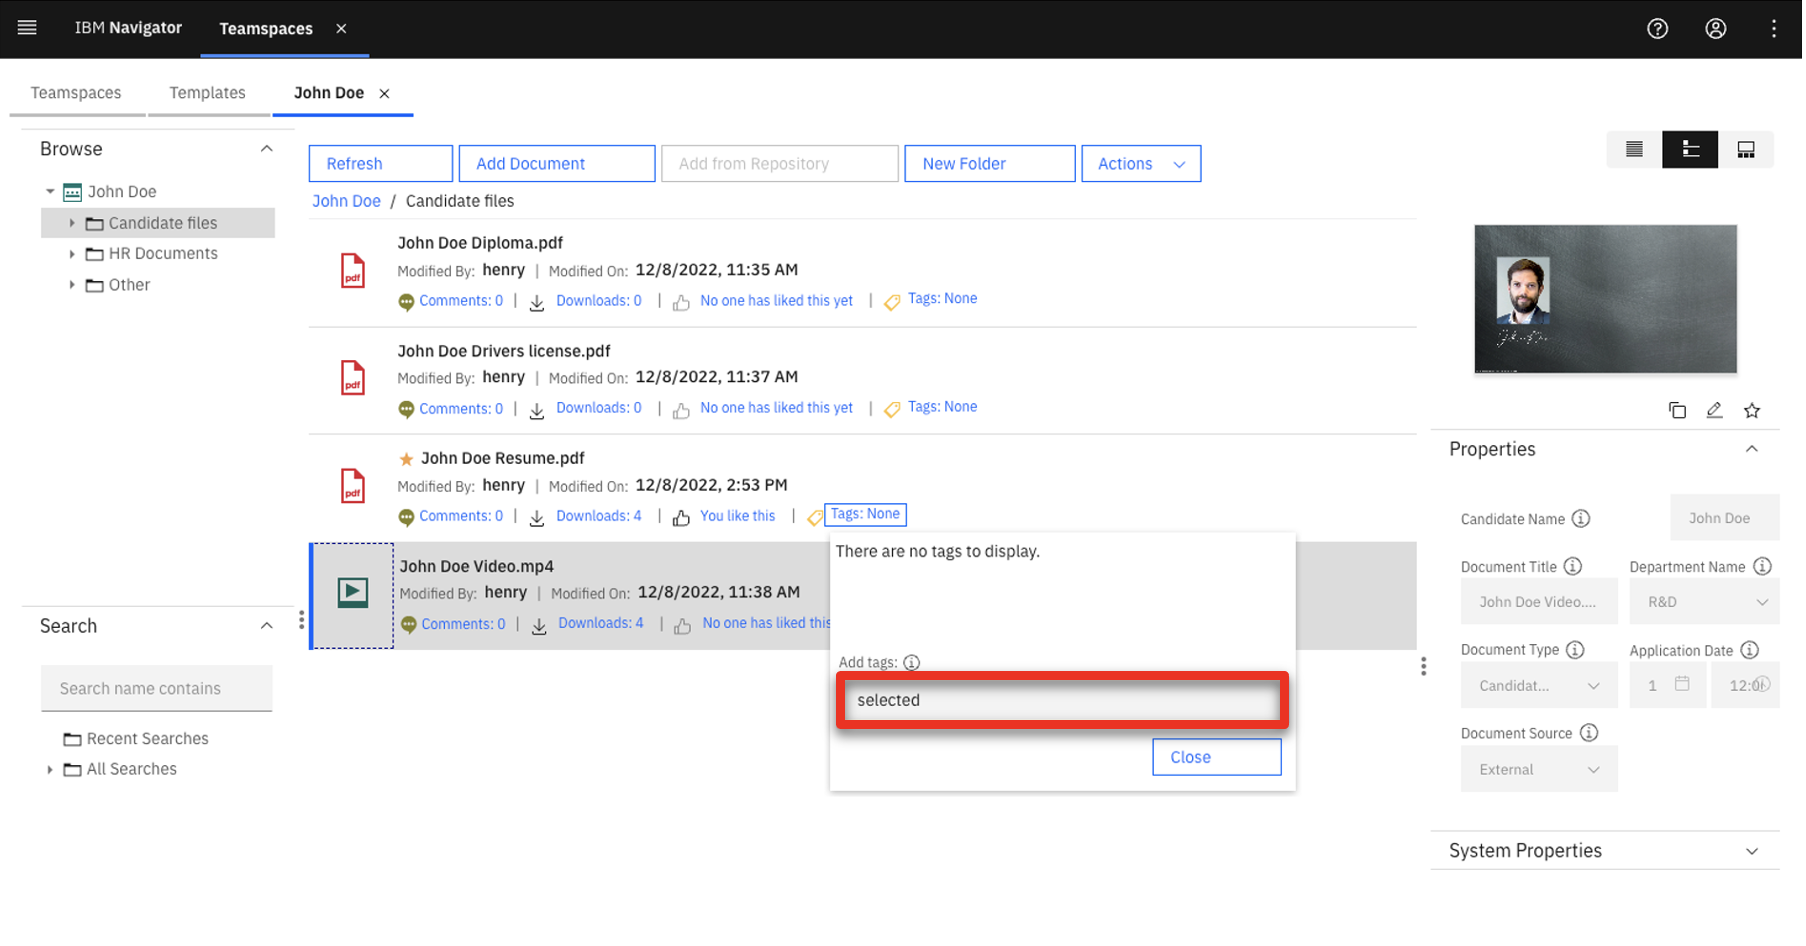 IBM Navigator
Teamspaces
Teamspaces
Templates
John Doe
Browse
John Doe
Candidate files
HR Documents
Other
Search
Search name contains
Recent Searches
All Searches
Refresh
Add Document
Add from Repository
New Folder
Actions
John Doe / Candidate files
John Doe Diploma.pdf
Modified By: henry | Modified On: 12/8/2022, 11:35 AM
Comments: 0 | Downloads: 0 | No one has liked this yet | Tags: None
pdf
John Doe Drivers license.pdf
Modified By: henry | Modified On: 12/8/2022, 11:37 AM
Comments: 0 | Downloads: 0 | No one has liked this yet | Tags: None
pdf
John Doe Resume.pdf
Modified By: henry | Modified On: 12/8/2022, 2:53 PM
Comments: 0 | Downloads: 4 | You like this | Tags: None
pdf
John Doe Video.mp4
Modified By: henry | Modified On: 12/8/2022, 11:38 AM
Comments: 0 | Downloads: 4 | No one has liked this
There are no tags to display.
Add tags:
selected
Close
Properties
Candidate Name
John Doe
Document Title
Department Name
John Doe Video....
R&D
Document Type
Application Date
Candidat...
1
12:0
Document Source
External
System Properties